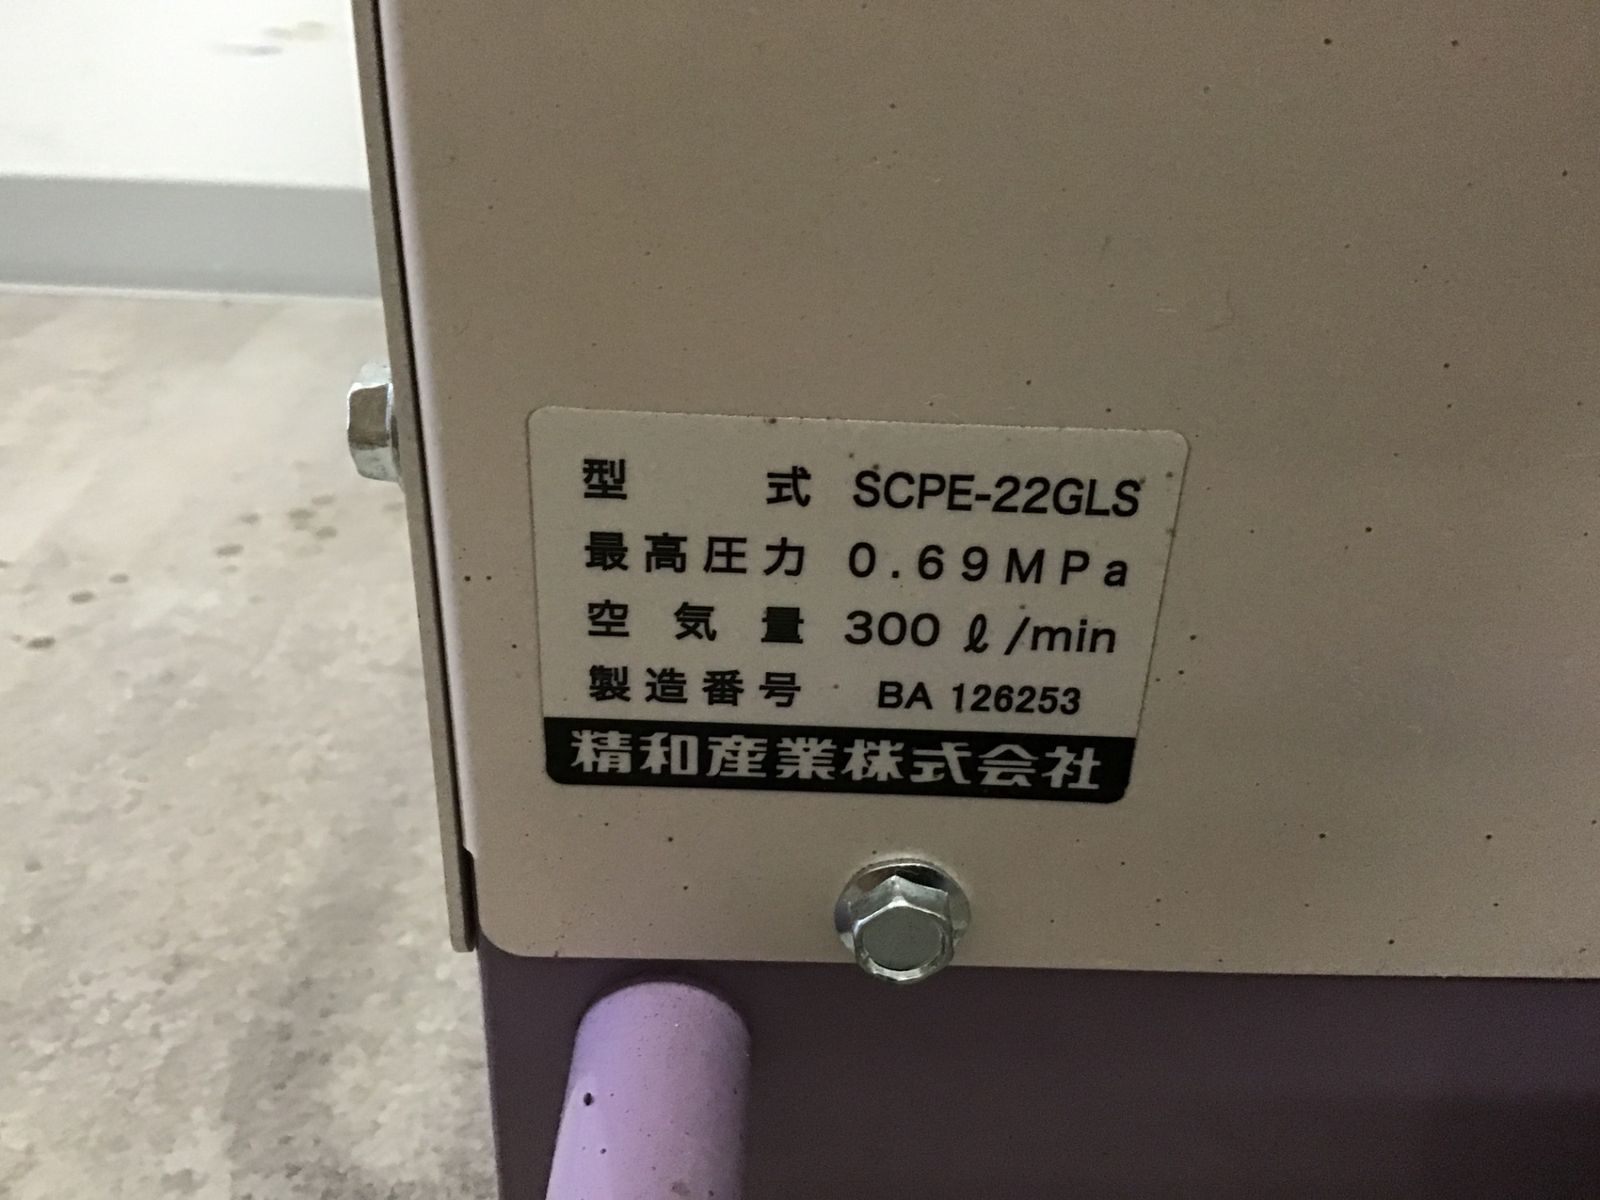 型式 SCPE-22GLS
最高圧力 0.69MPa
空気量 300 ℓ/min
製造番号 BA 126253
精和産業株式会社